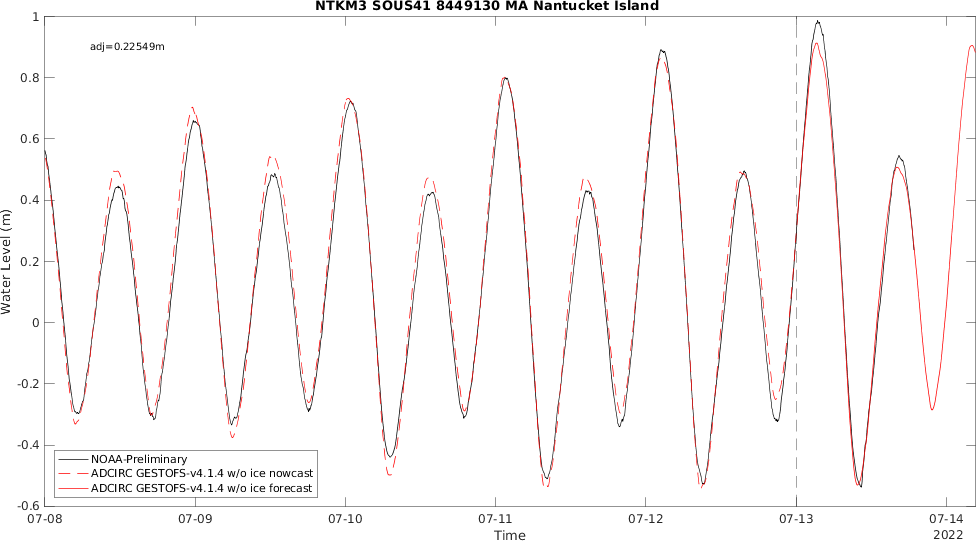 NTKM3 SOUS41 8449130 MA Nantucket Island
adj=0.22549m
1
0.8
0.6
0.4
0.2
0
-0.2
-0.4
-0.6
Water Level (m)
NOAA-Preliminary
ADCIRC GESTOFS-v4.1.4 w/o ice nowcast
ADCIRC GESTOFS-v4.1.4 w/o ice forecast
07-08 07-09 07-10 07-11 07-12 07-13 07-14
Time
2022